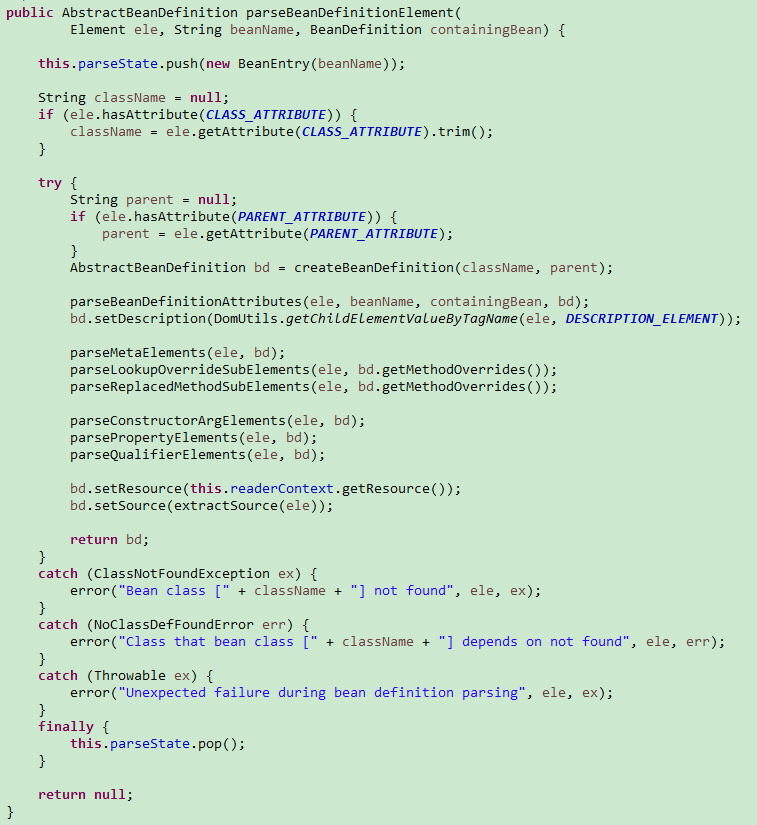 public AbstractBeanDefinition parseBeanDefinitionElement(
        Element ele, String beanName, BeanDefinition containingBean) {

    this.parseState.push(new BeanEntry(beanName));

    String className = null;
    if (ele.hasAttribute(CLASS_ATTRIBUTE)) {
        className = ele.getAttribute(CLASS_ATTRIBUTE).trim();
    }

    try {
        String parent = null;
        if (ele.hasAttribute(PARENT_ATTRIBUTE)) {
            parent = ele.getAttribute(PARENT_ATTRIBUTE);
        }
        AbstractBeanDefinition bd = createBeanDefinition(className, parent);

        parseBeanDefinitionAttributes(ele, beanName, containingBean, bd);
        bd.setDescription(DomUtils.getChildElementValueByTagName(ele, DESCRIPTION_ELEMENT));

        parseMetaElements(ele, bd);
        parseLookupOverrideSubElements(ele, bd.getMethodOverrides());
        parseReplacedMethodSubElements(ele, bd.getMethodOverrides());

        parseConstructorArgElements(ele, bd);
        parsePropertyElements(ele, bd);
        parseQualifierElements(ele, bd);

        bd.setResource(this.readerContext.getResource());
        bd.setSource(extractSource(ele));

        return bd;
    }
    catch (ClassNotFoundException ex) {
        error("Bean class [" + className + "] not found", ele, ex);
    }
    catch (NoClassDefFoundError err) {
        error("Class that bean class [" + className + "] depends on not found", ele, err);
    }
    catch (Throwable ex) {
        error("Unexpected failure during bean definition parsing", ele, ex);
    }
    finally {
        this.parseState.pop();
    }

    return null;
}